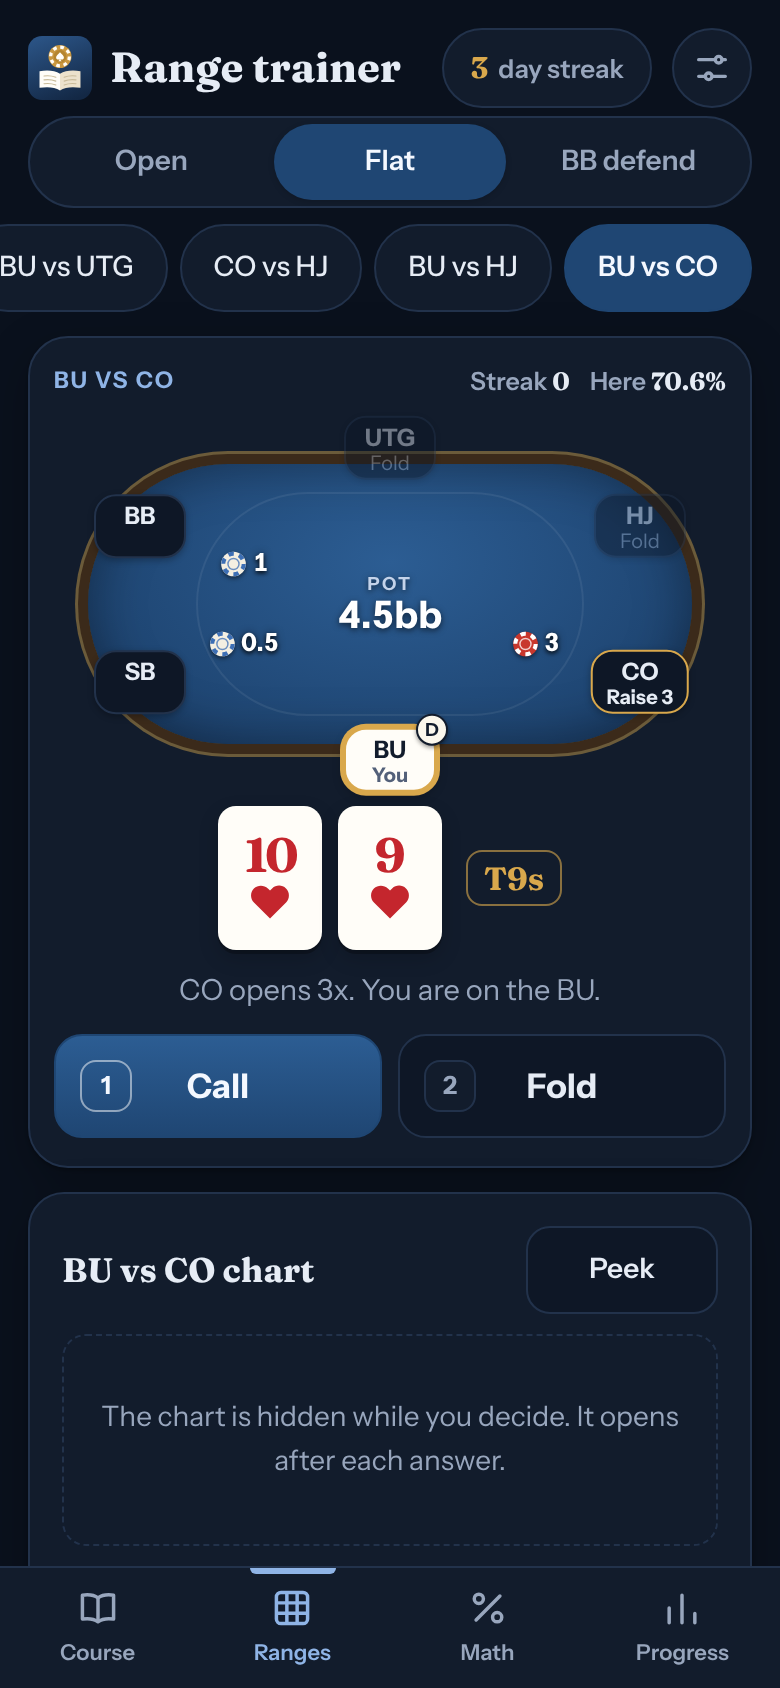 Range trainer
3 day streak
Open
Flat
BB defend
BU vs UTG
CO vs HJ
BU vs HJ
BU vs CO
BU VS CO
Streak 0
Here 70.6%
UTG
Fold
BB
HJ
Fold
1
POT
4.5bb
0.5
3
SB
CO
Raise 3
D
BU
You
10
9
T9s
CO opens 3x. You are on the BU.
1 Call
2 Fold
BU vs CO chart
Peek
The chart is hidden while you decide. It opens
after each answer.
Course
Ranges
Math
Progress